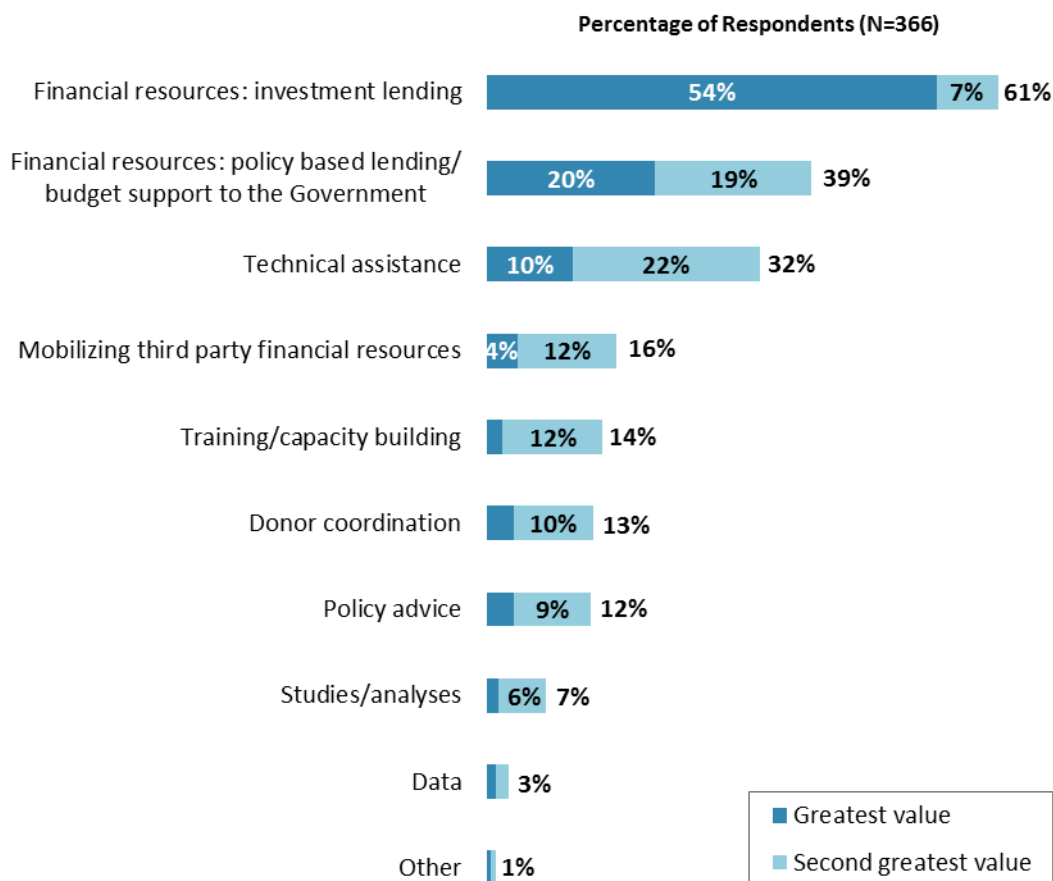 Percentage of Respondents (N=366)
Financial resources: investment lending 54% 7% 61%
Financial resources: policy based lending/
budget support to the Government 20% 19% 39%
Technical assistance 10% 22% 32%
Mobilizing third party financial resources 4% 12% 16%
Training/capacity building 12% 14%
Donor coordination 10% 13%
Policy advice 9% 12%
Studies/analyses 6% 7%
Data 3%
Other 1%
Greatest value
Second greatest value